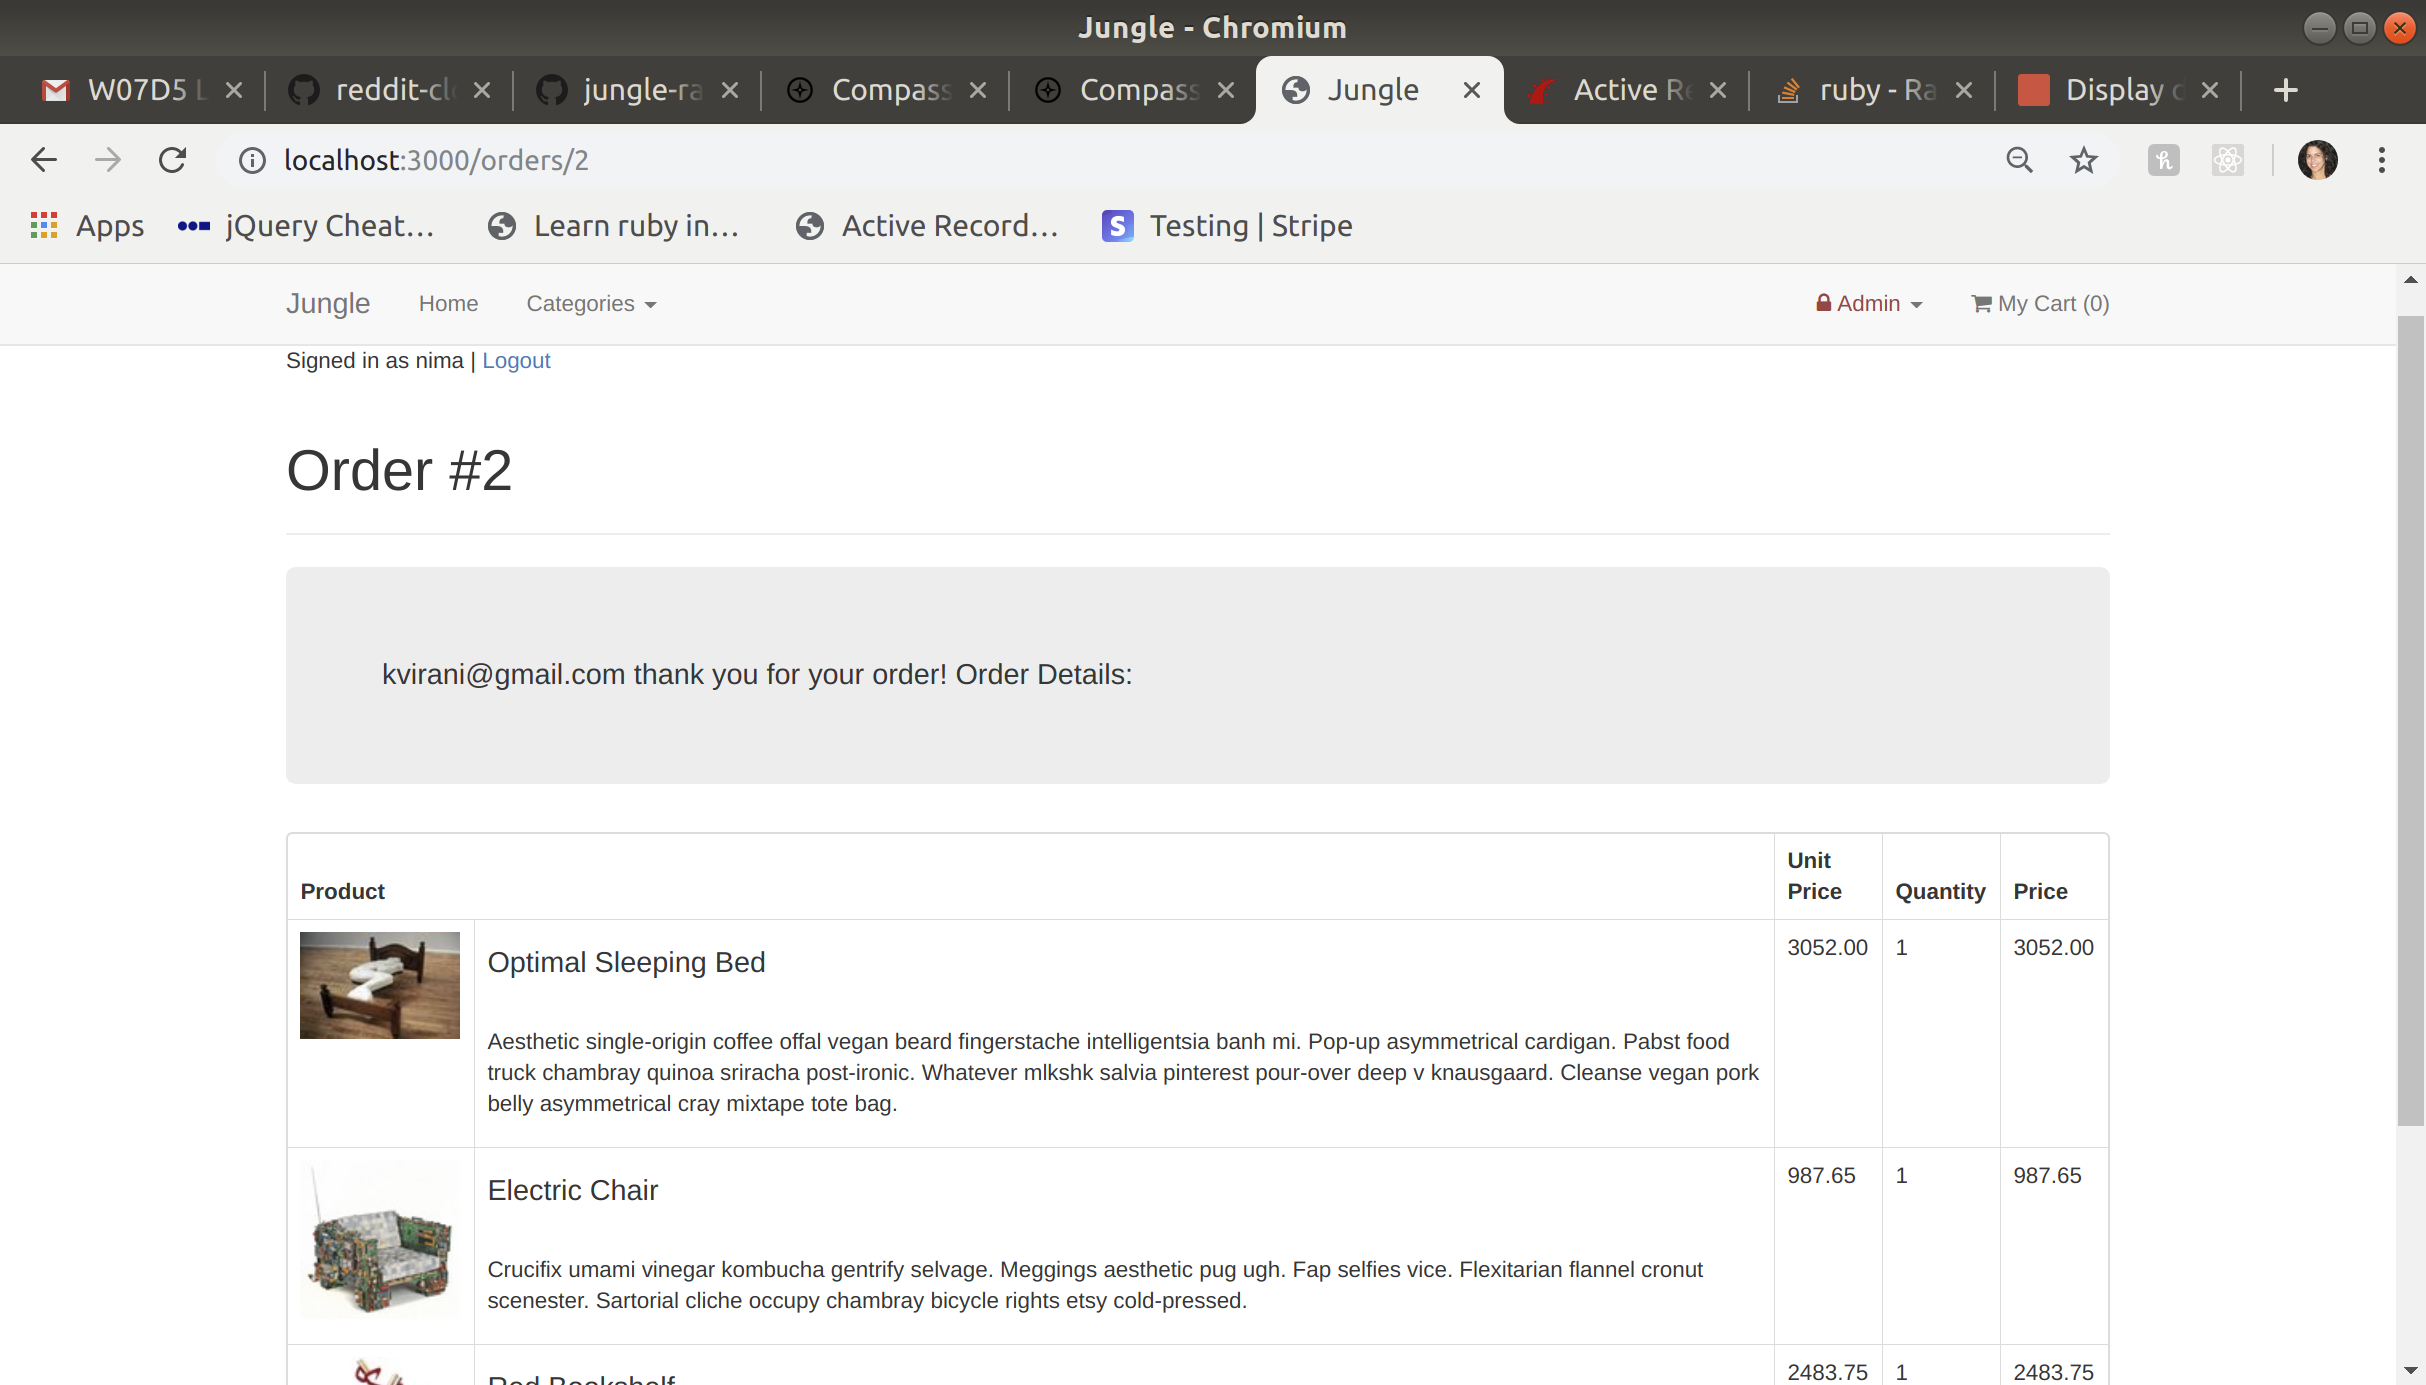 Jungle - Chromium
W07D5 L
reddit-clo
jungle-ra
Compass
Compass
Jungle
Active Re
ruby - Ra
Display d
localhost:3000/orders/2
Apps
jQuery Cheat…
Learn ruby in…
Active Record…
Testing | Stripe
Jungle Home Categories Admin My Cart (0)
Signed in as nima | Logout
Order #2
kvirani@gmail.com thank you for your order! Order Details:
Product Unit Price Quantity Price
Optimal Sleeping Bed 3052.00 1 3052.00
Aesthetic single-origin coffee offal vegan beard fingerstache intelligentsia banh mi. Pop-up asymmetrical cardigan. Pabst food
truck chambray quinoa sriracha post-ironic. Whatever mlkshk salvia pinterest pour-over deep v knausgaard. Cleanse vegan pork
belly asymmetrical cray mixtape tote bag.
Electric Chair 987.65 1 987.65
Crucifix umami vinegar kombucha gentrify selvage. Meggings aesthetic pug ugh. Fap selfies vice. Flexitarian flannel cronut
scenester. Sartorial cliche occupy chambray bicycle rights etsy cold-pressed.
Red Bookshelf 2483.75 1 2483.75